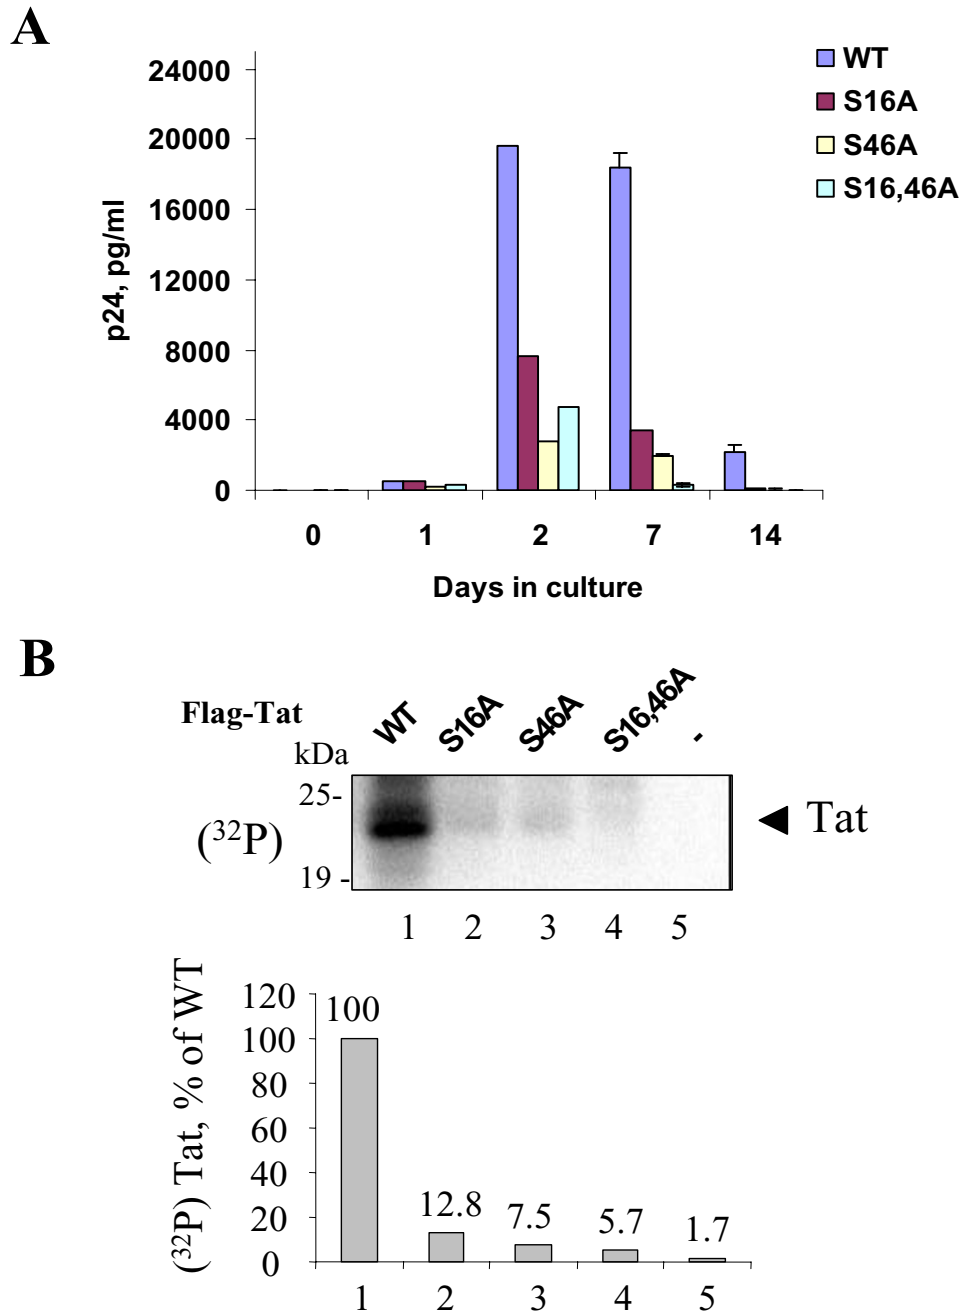 A
24000
20000
16000
12000
8000
4000
0
p24, pg/ml
0 1 2 7 14
Days in culture
WT
S16A
S46A
S16,46A
B
Flag-Tat WT S16A S46A S16,46A -
kDa
25-
(³²P)
19 -
Tat
1 2 3 4 5
(³²P) Tat, % of WT
120
100
80
60
40
20
0
100
12.8
7.5
5.7
1.7
1 2 3 4 5